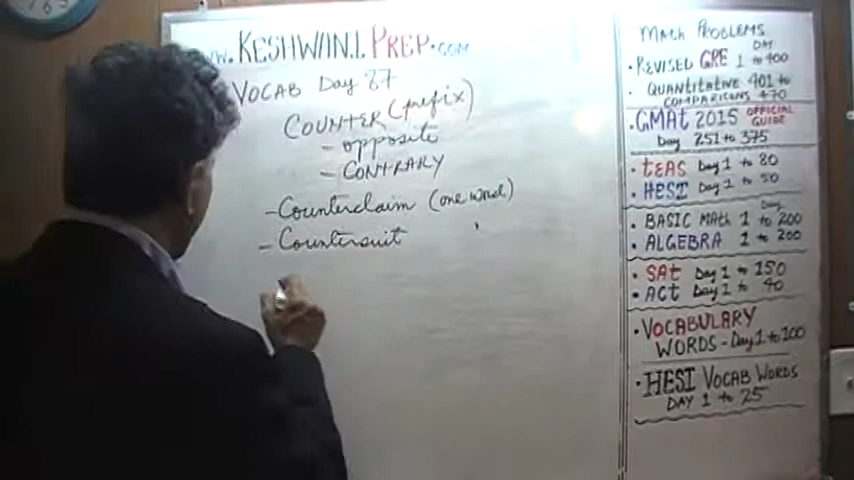 www.KESHWANI PREP.COM
VOCAB Day 87
COUNTER (prefix)
- opposite
- CONTRARY
- Counterclaim (one word)
- Countersuit
MATH PROBLEMS
• REVISED GRE DAY 1 to 400
• QUANTITATIVE 401 to
COMPARISONS 470
• GMAT 2015 OFFICIAL GUIDE
Day 251 to 375
• TEAS Day 1 to 80
• HESI Day 1 to 50
Day
• BASIC MATH 1 to 200
• ALGEBRA 1 to 200
• SAT Day 1 to 150
• ACT Day 1 to 40
• VOCABULARY
WORDS - Day 1 to 100
• HESI VOCAB WORDS
DAY 1 to 25